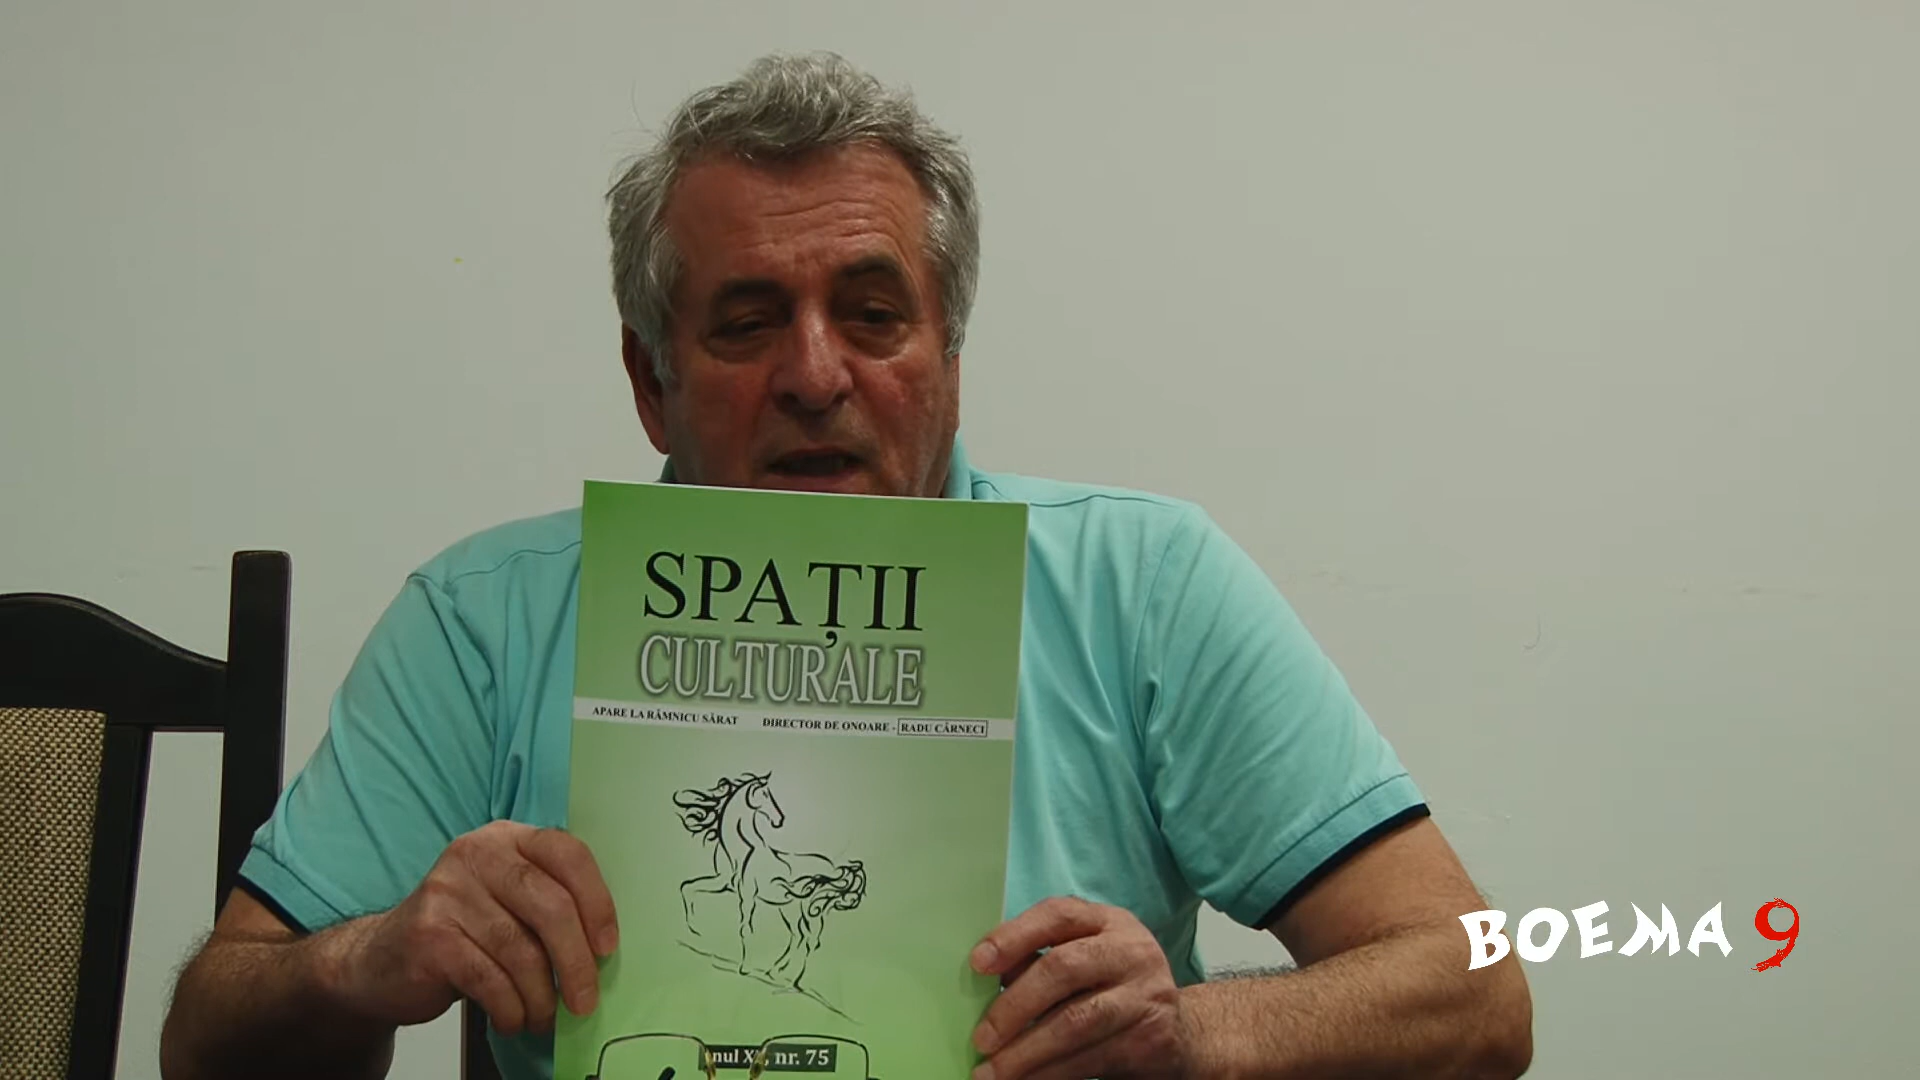 SPAȚII
CULTURALE
APARE LA RÂMNICU SĂRAT DIRECTOR DE ONOARE - RADU CÂRNECI
nr. 75
BOEMA 9